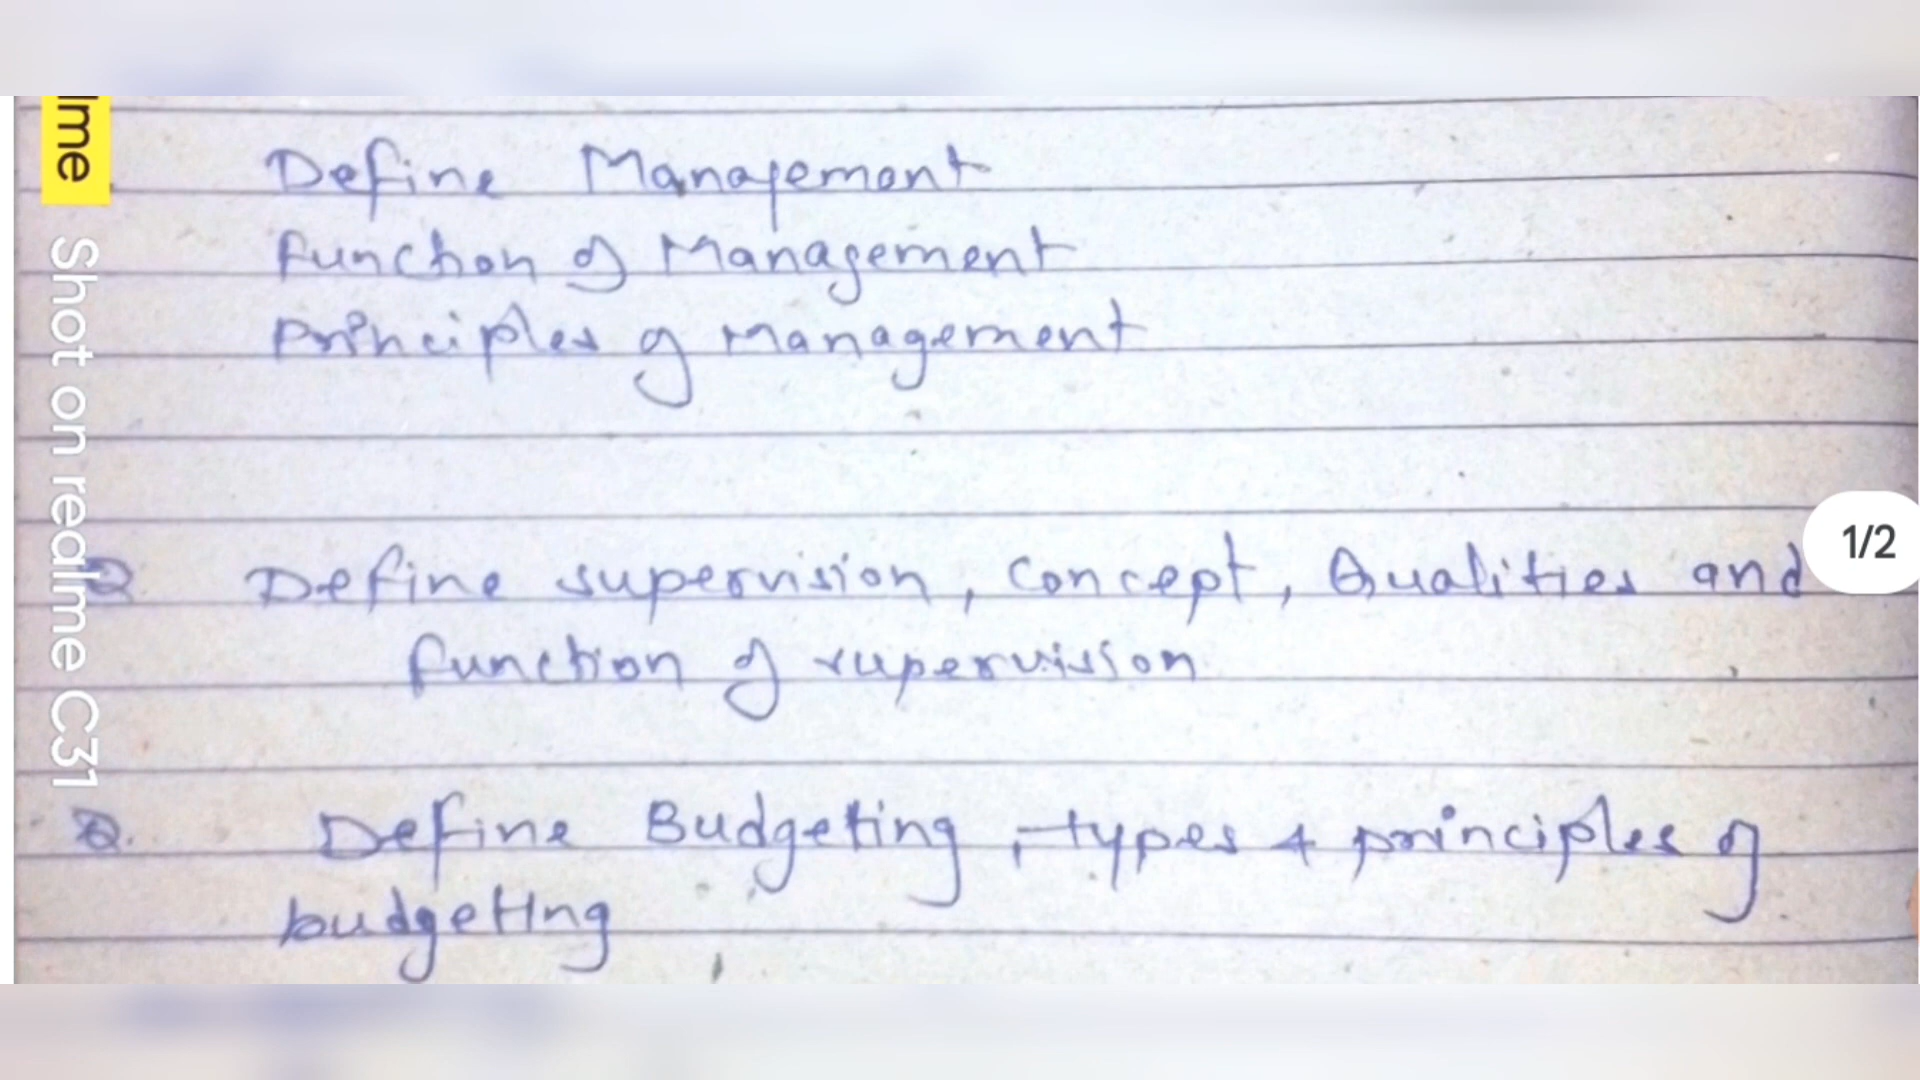 Define Management
Function of Management
Principles of Management
Q. Define supervision, Concept, Qualities and
function of supervision
Q. Define Budgeting, types & principles of
budgeting
lme
Shot on realme C31
1/2